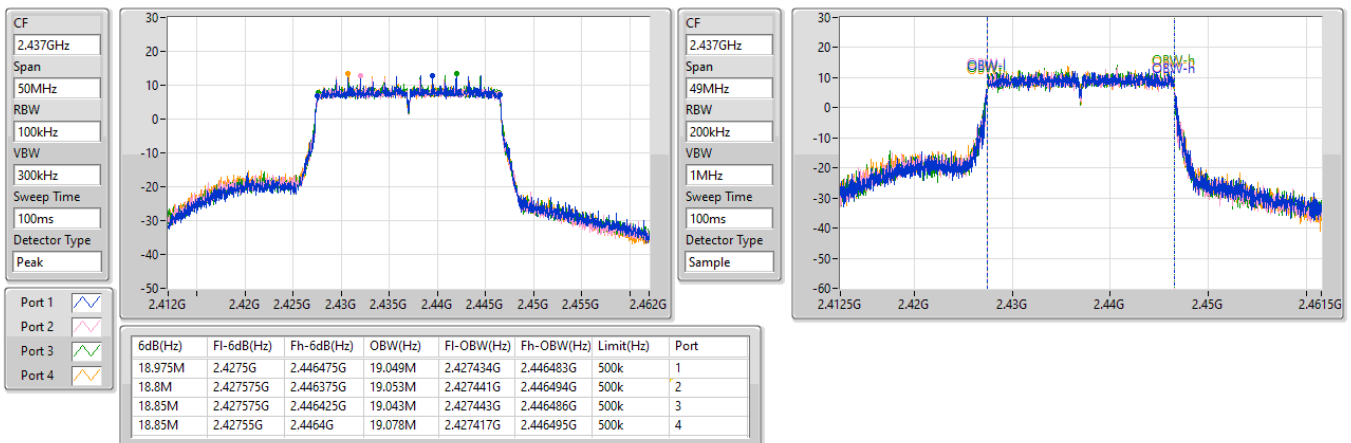 CF
2.437GHz
Span
50MHz
RBW
100kHz
VBW
300kHz
Sweep Time
100ms
Detector Type
Peak
30
20
10
0
-10
-20
-30
-40
-50
2.412G 2.42G 2.425G 2.43G 2.435G 2.44G 2.445G 2.45G 2.455G 2.462G
CF
2.437GHz
Span
49MHz
RBW
200kHz
VBW
1MHz
Sweep Time
100ms
Detector Type
Sample
30
20
10
0
-10
-20
-30
-40
-50
-60
OBW-l
OBW-h
OBW-h
2.4125G 2.42G 2.43G 2.44G 2.45G 2.4615G
Port 1
Port 2
Port 3
Port 4
6dB(Hz) Fl-6dB(Hz) Fh-6dB(Hz) OBW(Hz) Fl-OBW(Hz) Fh-OBW(Hz) Limit(Hz) Port
18.975M 2.4275G 2.446475G 19.049M 2.427434G 2.446483G 500k 1
18.8M 2.427575G 2.446375G 19.053M 2.427441G 2.446494G 500k 2
18.85M 2.427575G 2.446425G 19.043M 2.427443G 2.446486G 500k 3
18.85M 2.42755G 2.4464G 19.078M 2.427417G 2.446495G 500k 4